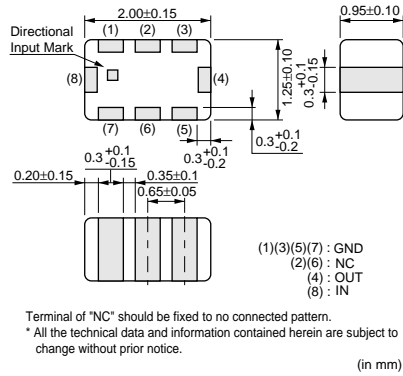 2.00±0.15
0.95±0.10
Directional
Input Mark
(1) (2) (3)
(8)
(4)
1.25±0.10
0.3+0.1-0.15
(7) (6) (5)
0.3+0.1-0.2
0.3+0.1-0.2
0.3+0.1-0.15
0.20±0.15
0.35±0.1
0.65±0.05
(1)(3)(5)(7) : GND
(2)(6) : NC
(4) : OUT
(8) : IN
Terminal of "NC" should be fixed to no connected pattern.
* All the technical data and information contained herein are subject to
change without prior notice.
(in mm)